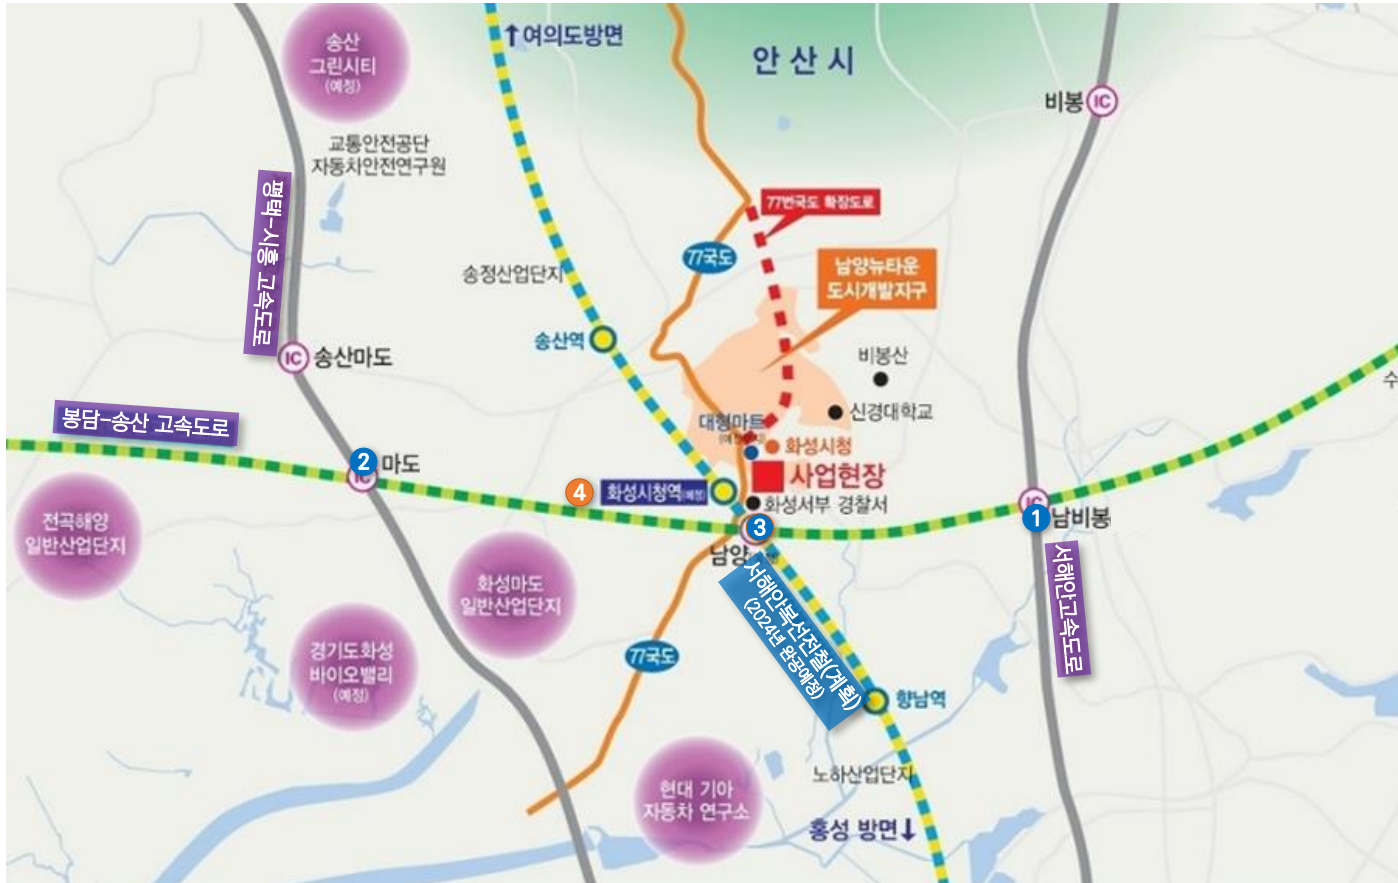 송산
그린시티
(예정)
↑여의도방면
안 산 시
비봉 IC
교통안전공단
자동차안전연구원
평택-시흥 고속도로
77번국도 확장도로
77국도
남양뉴타운
도시개발지구
송정산업단지
송산역
IC 송산마도
비봉산
신경대학교
봉담-송산 고속도로
대형마트
화성시청
2 마도
IC
사업현장
4 화성시청역(예정)
화성서부 경찰서
전곡해양
일반산업단지
3
남양
IC
1 남비봉
수
서해안고속도로
서해안복선전철(계획)
(2024년 완공예정)
화성마도
일반산업단지
경기도화성
바이오밸리
(예정)
77국도
향남역
현대 기아
자동차 연구소
노하산업단지
홍성 방면↓